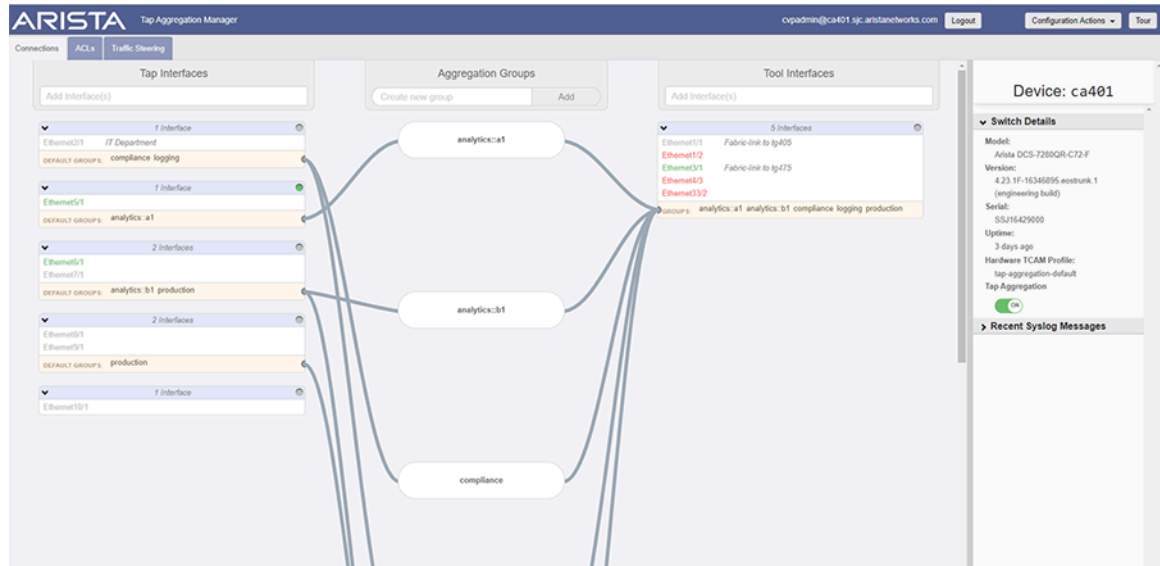 ARISTA Tap Aggregation Manager cvpadmin@ca401.sjc.aristanetworks.com Logout Configuration Actions Tour
Connections ACLs Traffic Steering
Tap Interfaces
Add Interface(s)
1 Interface
Ethernet2/1 IT Department
DEFAULT GROUPS: compliance logging
1 Interface
Ethernet5/1
DEFAULT GROUPS: analytics::a1
2 Interfaces
Ethernet6/1
Ethernet7/1
DEFAULT GROUPS: analytics::b1 production
2 Interfaces
Ethernet8/1
Ethernet9/1
DEFAULT GROUPS: production
1 Interface
Ethernet10/1
Aggregation Groups
Create new group Add
analytics::a1
analytics::b1
compliance
Tool Interfaces
Add Interface(s)
5 Interfaces
Ethernet1/1 Fabric-link to tg405
Ethernet1/2
Ethernet3/1 Fabric-link to tg475
Ethernet4/3
Ethernet33/2
GROUPS: analytics::a1 analytics::b1 compliance logging production
Device: ca401
Switch Details
Model:
Arista DCS-7280QR-C72-F
Version:
4.23.1F-16346895.eostrunk.1
(engineering build)
Serial:
SSJ16429000
Uptime:
3 days ago
Hardware TCAM Profile:
tap-aggregation-default
Tap Aggregation
ON
Recent Syslog Messages